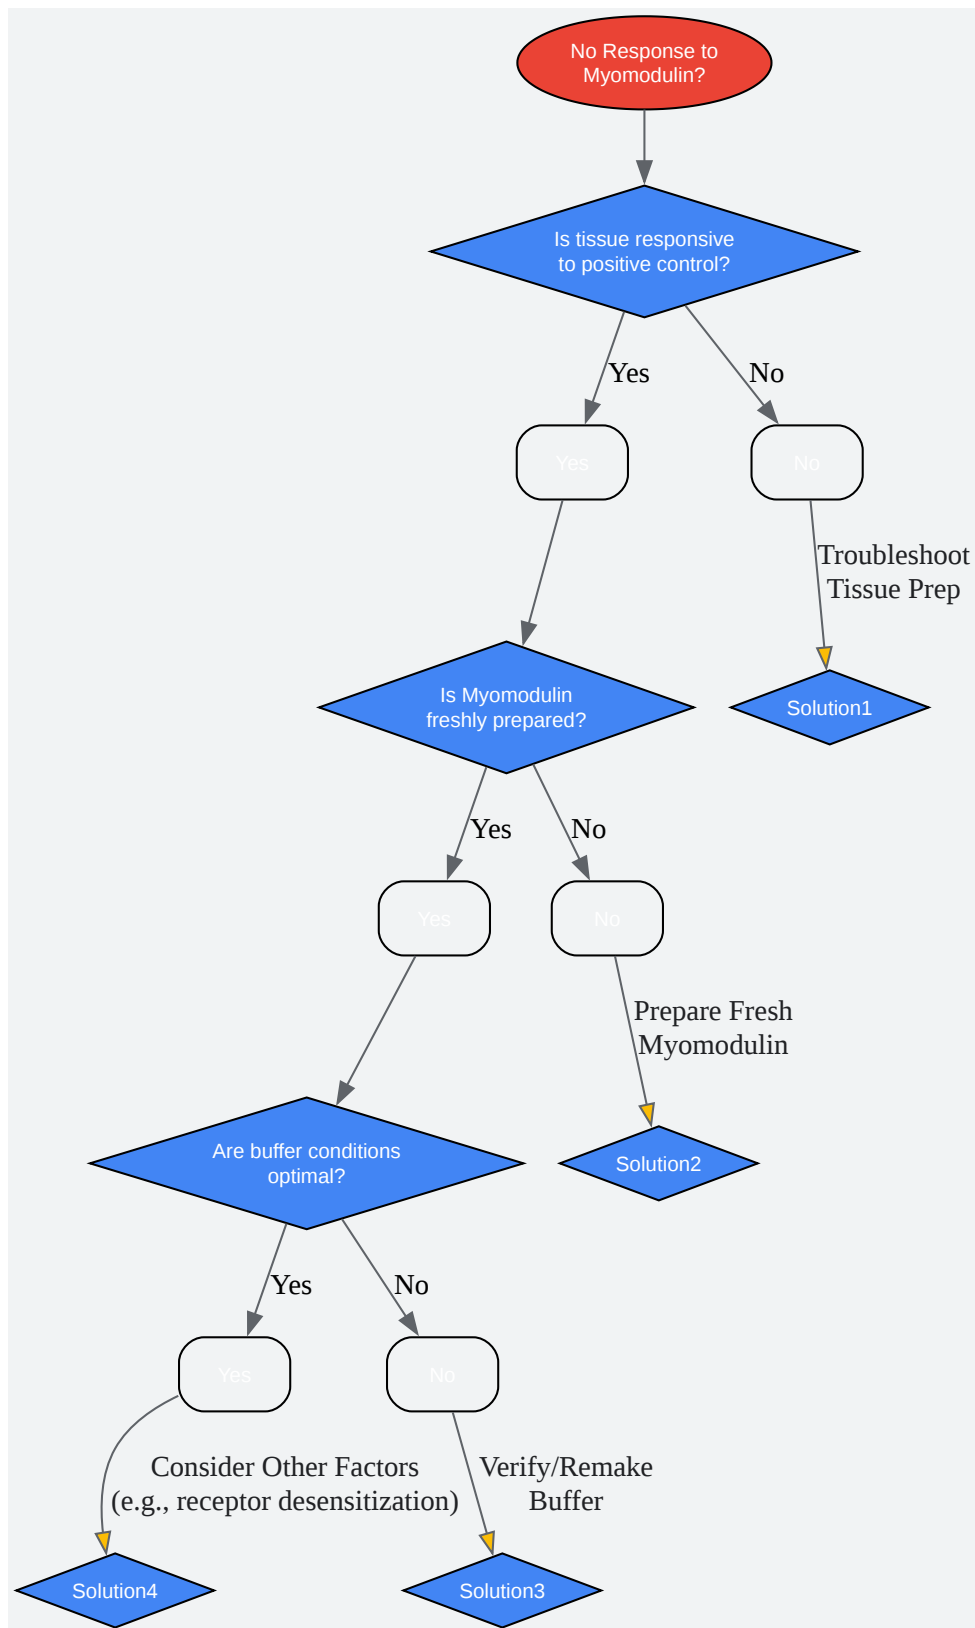 No Response to
Myomodulin?
Is tissue responsive
to positive control?
Yes
No
Yes
No
Troubleshoot
Tissue Prep
Is Myomodulin
freshly prepared?
Solution1
Yes
No
Yes
No
Prepare Fresh
Myomodulin
Are buffer conditions
optimal?
Solution2
Yes
No
Yes
No
Consider Other Factors
(e.g., receptor desensitization)
Verify/Remake
Buffer
Solution4
Solution3